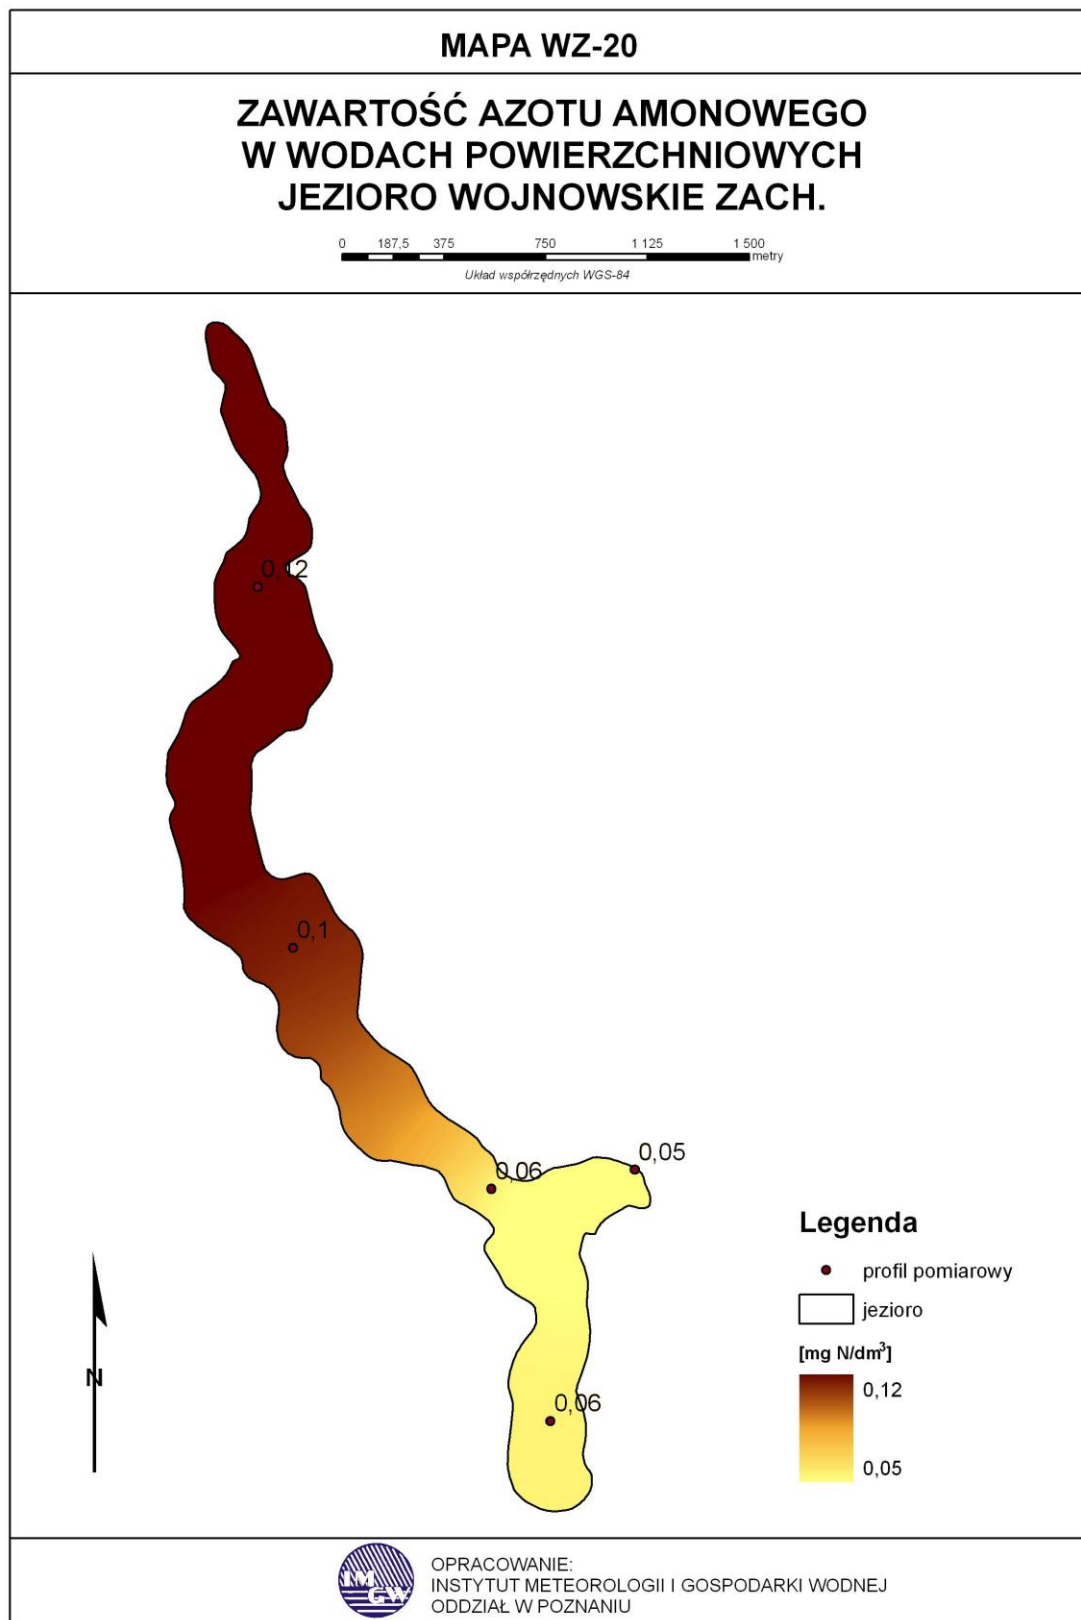 MAPA WZ-20
ZAWARTOŚĆ AZOTU AMONOWEGO
W WODACH POWIERZCHNIOWYCH
JEZIORO WOJNOWSKIE ZACH.
0 187,5 375 750 1 125 1 500
metry
Układ współrzędnych WGS-84
0,12
0,1
0,05
0,06
0,06
N
Legenda
profil pomiarowy
jezioro
[mg N/dm³]
0,12
0,05
IM
GW
OPRACOWANIE:
INSTYTUT METEOROLOGII I GOSPODARKI WODNEJ
ODDZIAŁ W POZNANIU